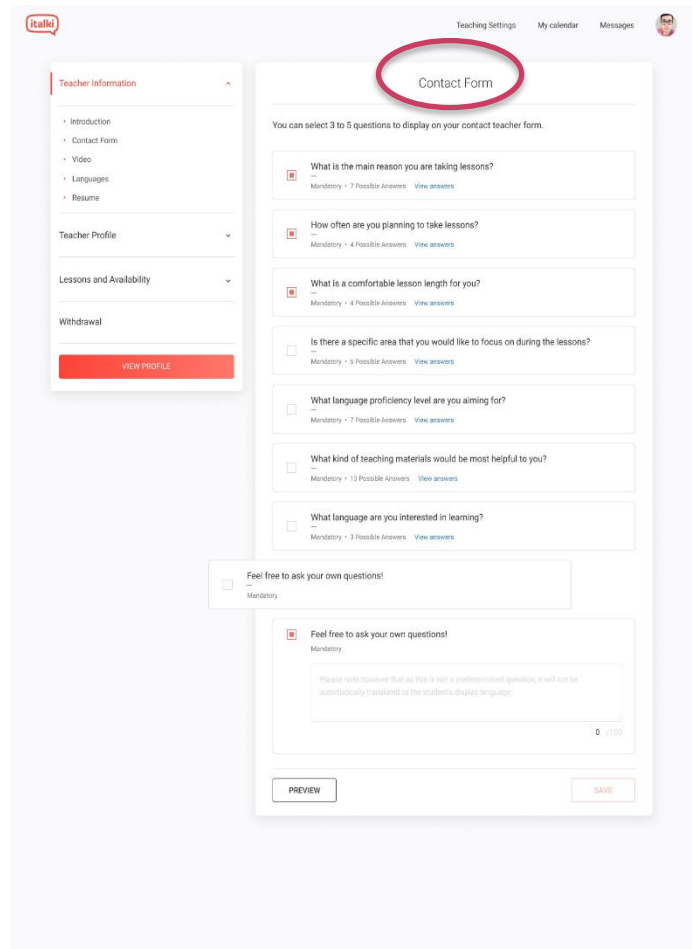 italki
Teaching Settings My calendar Messages
Teacher Information
Introduction
Contact Form
Video
Languages
Resume
Teacher Profile
Lessons and Availability
Withdrawal
VIEW PROFILE
Contact Form
You can select 3 to 5 questions to display on your contact teacher form.
What is the main reason you are taking lessons?
Mandatory • 7 Possible Answers View answers
How often are you planning to take lessons?
Mandatory • 4 Possible Answers View answers
What is a comfortable lesson length for you?
Mandatory • 4 Possible Answers View answers
Is there a specific area that you would like to focus on during the lessons?
Mandatory • 6 Possible Answers View answers
What language proficiency level are you aiming for?
Mandatory • 7 Possible Answers View answers
What kind of teaching materials would be most helpful to you?
Mandatory • 13 Possible Answers View answers
What language are you interested in learning?
Mandatory • 3 Possible Answers View answers
Feel free to ask your own questions!
Mandatory
Feel free to ask your own questions!
Mandatory
Please note however that as this is not a predetermined question, it will not be
automatically translated to the student's display language.
0 /100
PREVIEW
SAVE